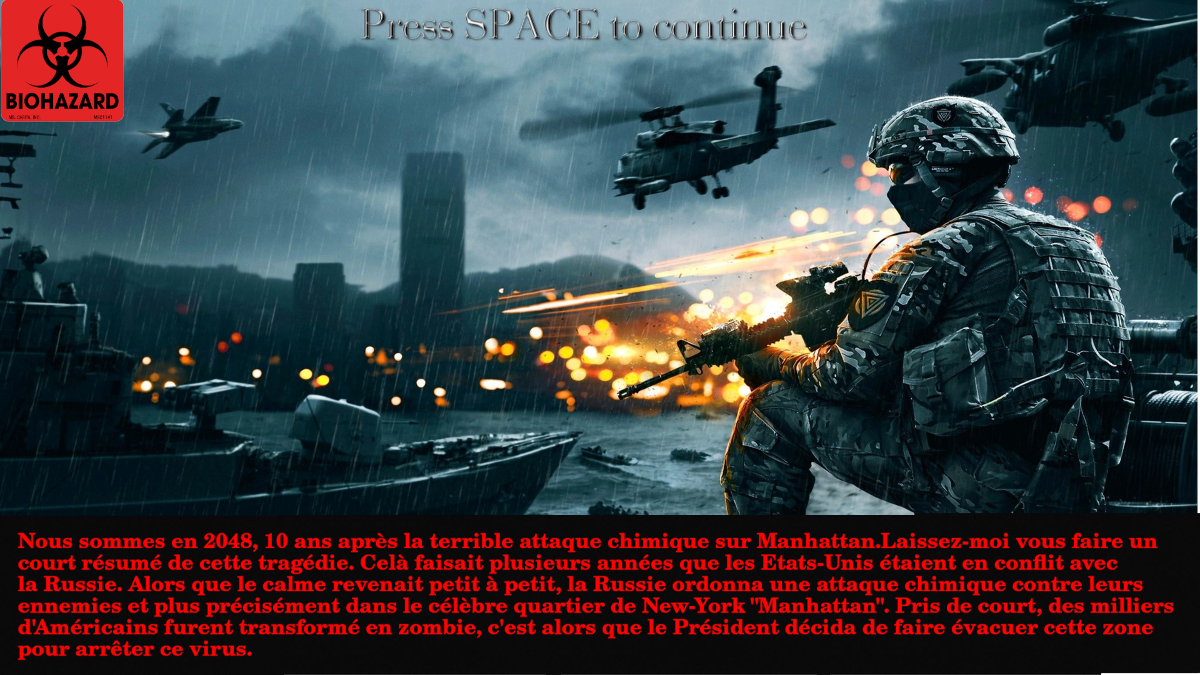 Press SPACE to continue
BIOHAZARD
Nous sommes en 2048, 10 ans après la terrible attaque chimique sur Manhattan.Laissez-moi vous faire un
court résumé de cette tragédie. Celà faisait plusieurs années que les Etats-Unis étaient en conflit avec
la Russie. Alors que le calme revenait petit à petit, la Russie ordonna une attaque chimique contre leurs
ennemies et plus précisément dans le célèbre quartier de New-York "Manhattan". Pris de court, des milliers
d'Américains furent transformé en zombie, c'est alors que le Président décida de faire évacuer cette zone
pour arrêter ce virus.